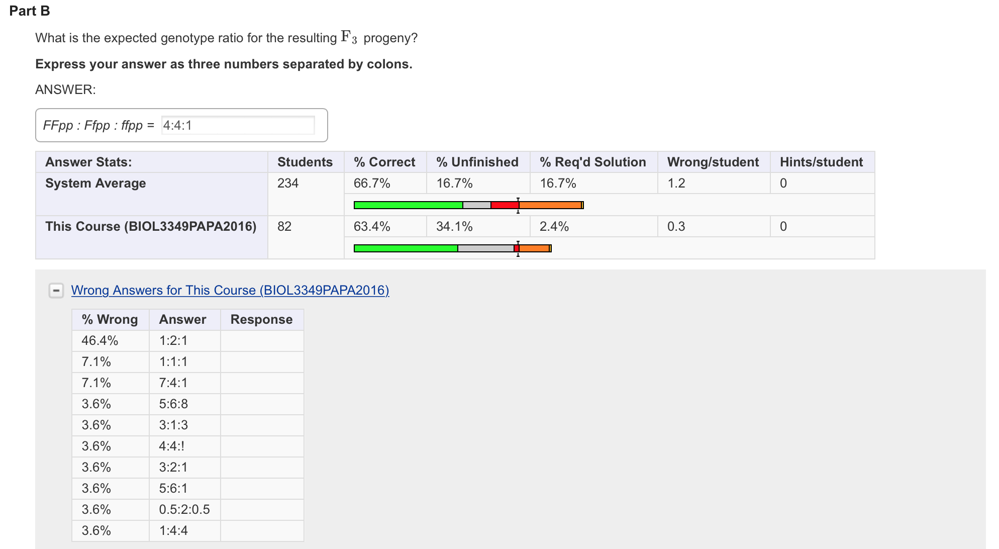 Part B
What is the expected genotype ratio for the resulting F₃ progeny?
Express your answer as three numbers separated by colons.
ANSWER:
FFpp : Ffpp : ffpp = 4:4:1
Answer Stats: Students % Correct % Unfinished % Req'd Solution Wrong/student Hints/student
System Average 234 66.7% 16.7% 16.7% 1.2 0
This Course (BIOL3349PAPA2016) 82 63.4% 34.1% 2.4% 0.3 0
Wrong Answers for This Course (BIOL3349PAPA2016)
% Wrong Answer Response
46.4% 1:2:1
7.1% 1:1:1
7.1% 7:4:1
3.6% 5:6:8
3.6% 3:1:3
3.6% 4:4:!
3.6% 3:2:1
3.6% 5:6:1
3.6% 0.5:2:0.5
3.6% 1:4:4